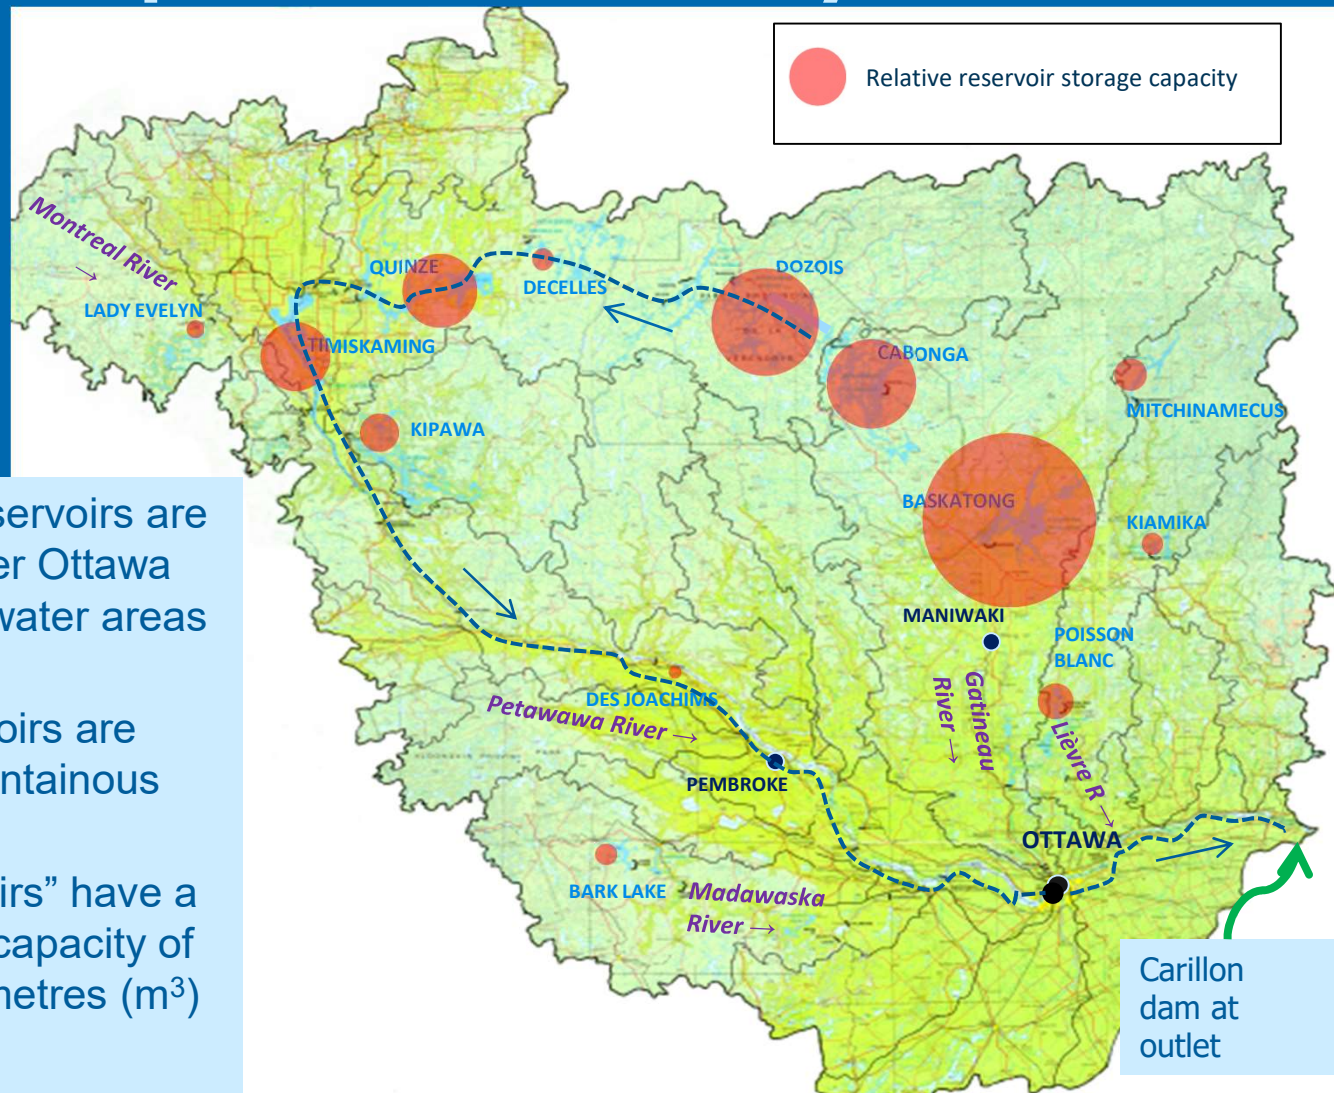 Relative reservoir storage capacity
Montreal River
→
LADY EVELYN
QUINZE
DECELLES
DOZOIS
TIMISKAMING
CABONGA
KIPAWA
MITCHINAMECUS
BASKATONG
KIAMIKA
MANIWAKI
POISSON
BLANC
Gatineau
River →
Lièvre R →
DES JOACHIMS
Petawawa River →
PEMBROKE
OTTAWA
BARK LAKE
Madawaska
River →
servoirs are
er Ottawa
water areas
oirs are
ntainous
irs” have a
capacity of
netres (m³)
Carillon
dam at
outlet